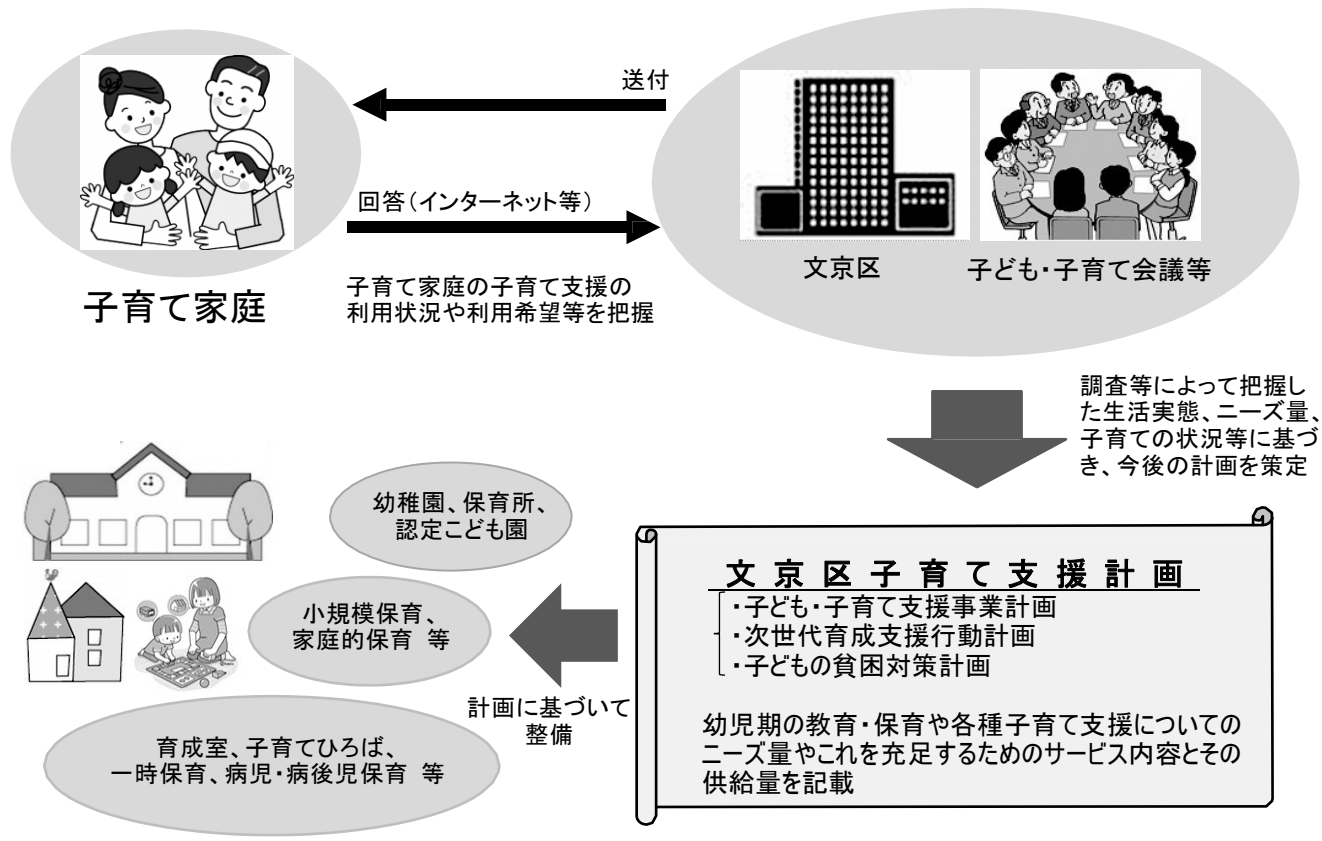 送付
回答（インターネット等）
子育て家庭の子育て支援の
利用状況や利用希望等を把握
子育て家庭
文京区
子ども・子育て会議等
調査等によって把握し
た生活実態、ニーズ量、
子育ての状況等に基づ
き、今後の計画を策定
文京区子育て支援計画
・子ども・子育て支援事業計画
・次世代育成支援行動計画
・子どもの貧困対策計画
幼児期の教育・保育や各種子育て支援についての
ニーズ量やこれを充足するためのサービス内容とその
供給量を記載
計画に基づいて
整備
幼稚園、保育所、
認定こども園
小規模保育、
家庭的保育 等
育成室、子育てひろば、
一時保育、病児・病後児保育 等